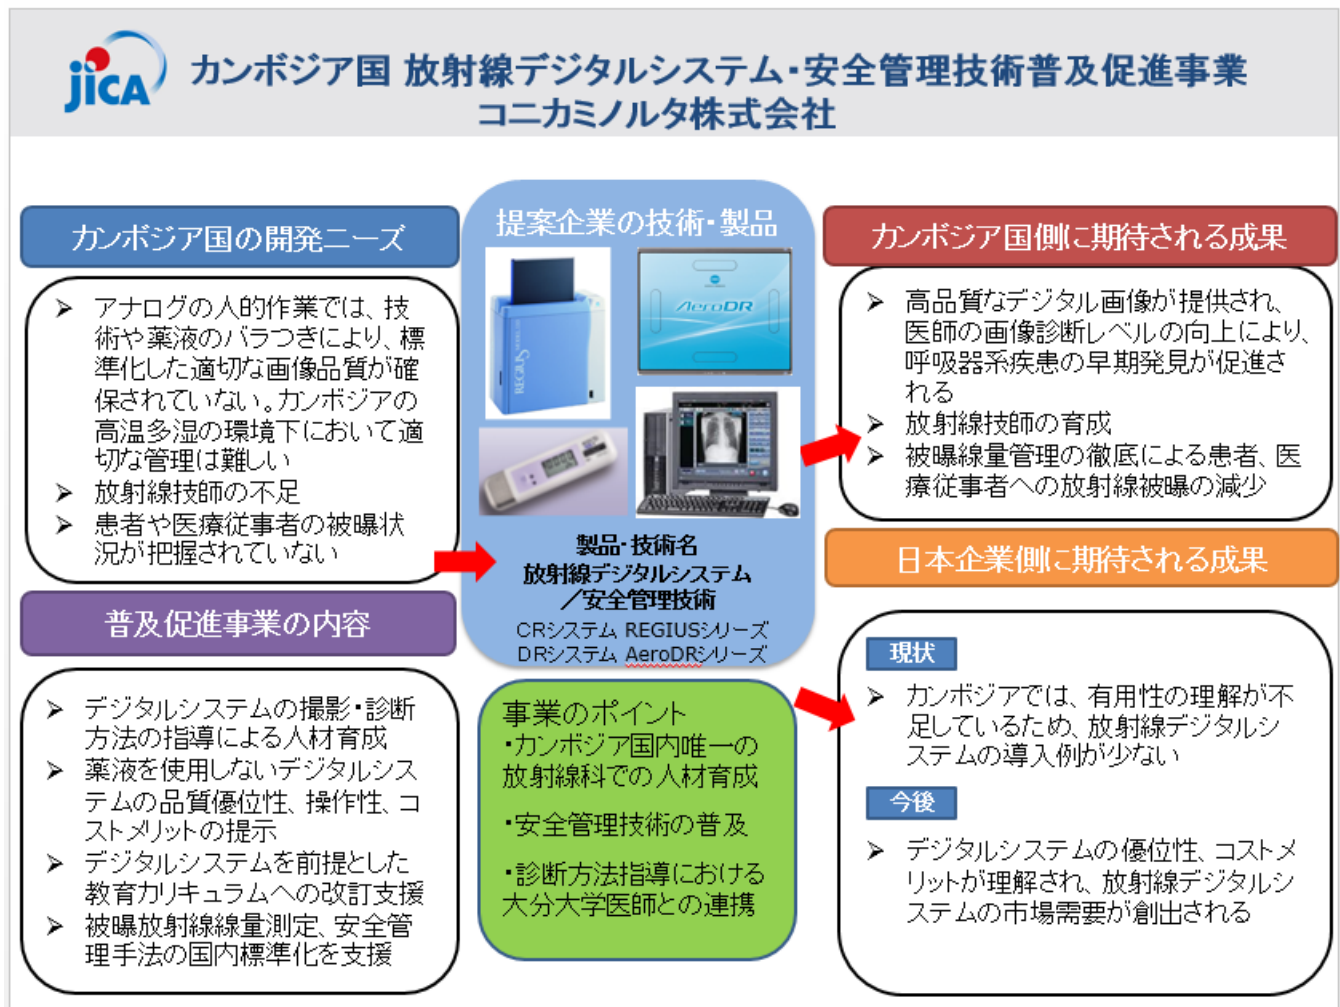 JICA
カンボジア国 放射線デジタルシステム・安全管理技術普及促進事業
コニカミノルタ株式会社
カンボジア国の開発ニーズ
➢ アナログの人的作業では、技
術や薬液のバラつきにより、標
準化した適切な画像品質が確
保されていない。カンボジアの
高温多湿の環境下において適
切な管理は難しい
➢ 放射線技師の不足
➢ 患者や医療従事者の被曝状
況が把握されていない
普及促進事業の内容
➢ デジタルシステムの撮影・診断
方法の指導による人材育成
➢ 薬液を使用しないデジタルシス
テムの品質優位性、操作性、コ
ストメリットの提示
➢ デジタルシステムを前提とした
教育カリキュラムへの改訂支援
➢ 被曝放射線線量測定、安全管
理手法の国内標準化を支援
提案企業の技術・製品
REGIUS
AeroDR
製品・技術名
放射線デジタルシステム
／安全管理技術
CRシステム REGIUSシリーズ
DRシステム AeroDRシリーズ
事業のポイント
・カンボジア国内唯一の
放射線科での人材育成
・安全管理技術の普及
・診断方法指導における
大分大学医師との連携
カンボジア国側に期待される成果
➢ 高品質なデジタル画像が提供され、
医師の画像診断レベルの向上により、
呼吸器系疾患の早期発見が促進さ
れる
➢ 放射線技師の育成
➢ 被曝線量管理の徹底による患者、医
療従事者への放射線被曝の減少
日本企業側に期待される成果
現状
➢ カンボジアでは、有用性の理解が不
足しているため、放射線デジタルシ
ステムの導入例が少ない
今後
➢ デジタルシステムの優位性、コストメ
リットが理解され、放射線デジタルシ
ステムの市場需要が創出される